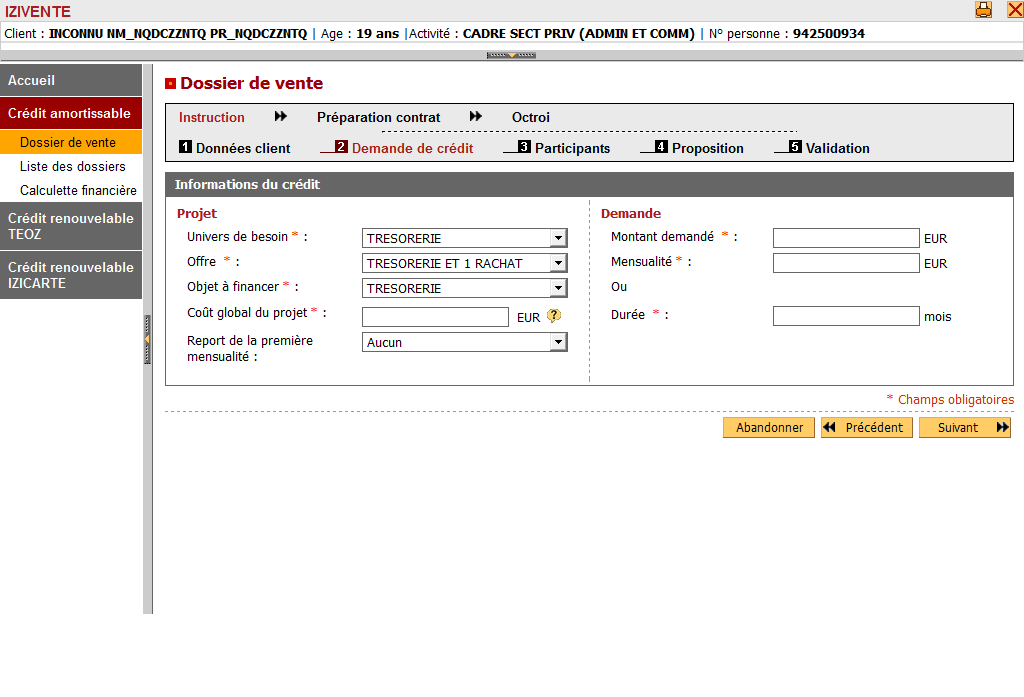 IZIVENTE
Client : INCONNU NM_NQDCZZNTQ PR_NQDCZZNTQ | Age : 19 ans |Activité : CADRE SECT PRIV (ADMIN ET COMM) | N° personne : 942500934
Accueil
Crédit amortissable
Dossier de vente
Liste des dossiers
Calculette financière
Crédit renouvelable
TEOZ
Crédit renouvelable
IZICARTE
Dossier de vente
Instruction Préparation contrat Octroi
1 Données client 2 Demande de crédit 3 Participants 4 Proposition 5 Validation
Informations du crédit
Projet
Univers de besoin * : TRESORERIE
Offre * : TRESORERIE ET 1 RACHAT
Objet à financer * : TRESORERIE
Coût global du projet * : EUR ?
Report de la première
mensualité : Aucun
Demande
Montant demandé * : EUR
Mensualité * : EUR
Ou
Durée * : mois
* Champs obligatoires
Abandonner Précédent Suivant